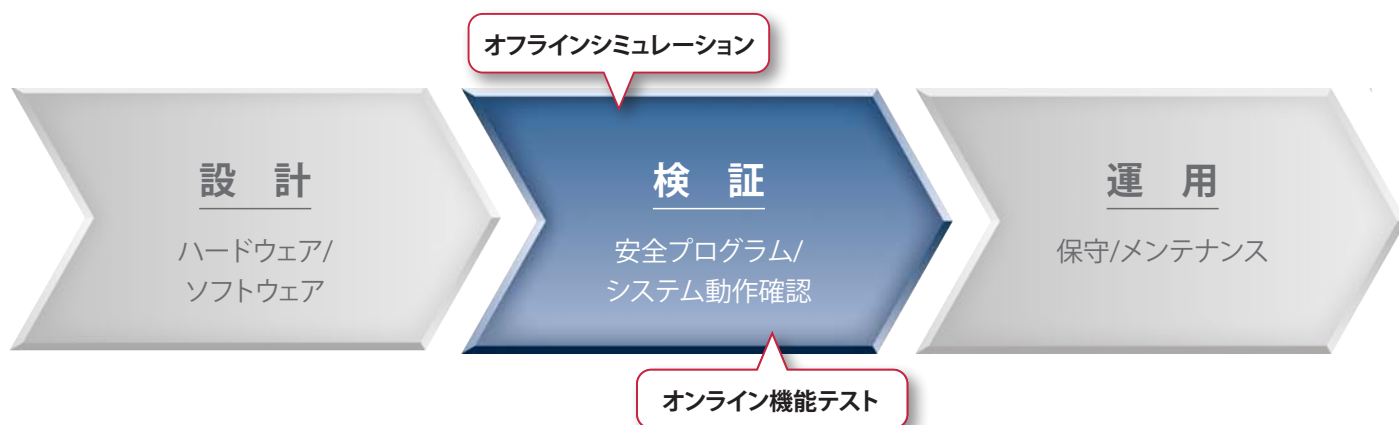 オフラインシミュレーション
設 計
ハードウェア/
ソフトウェア
検 証
安全プログラム/
システム動作確認
運 用
保守/メンテナンス
オンライン機能テスト